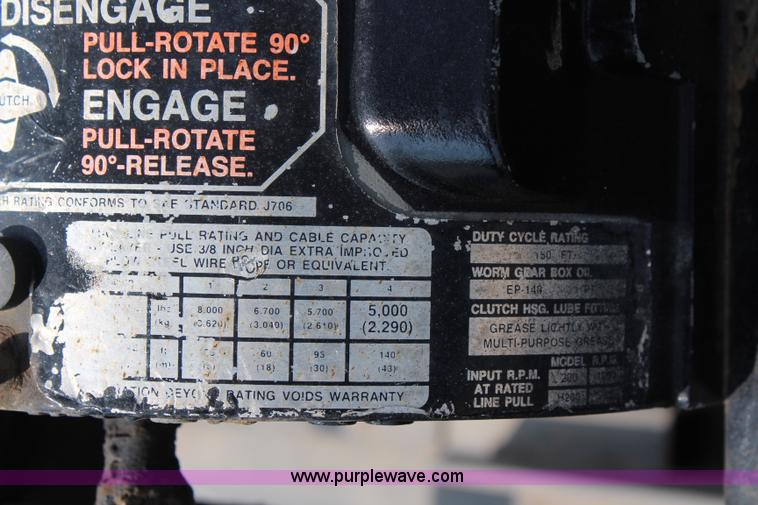 DISENGAGE
PULL-ROTATE 90°
LOCK IN PLACE.
ENGAGE
PULL-ROTATE
90°-RELEASE.
RATING CONFORMS TO SAE STANDARD J706
PULL RATING AND CABLE CAPACITY
USE 3/8 INCH DIA EXTRA IMPROVED
WIRE ROPE OR EQUIVALENT
1 2 3 4
8.000 6.700 5.700 5,000
(3.620) (3.040) (2.610) (2.290)
60 95 140
(18) (30) (43)
BEYOND RATING VOIDS WARRANTY
DUTY CYCLE RATING
150 FT
WORM GEAR BOX OIL
EP-140
CLUTCH HSG. LUBE
GREASE LIGHTLY WITH
MULTI-PURPOSE GREASE
MODEL R.P.M.
INPUT R.P.M. 200
AT RATED
LINE PULL H200
www.purplewave.com